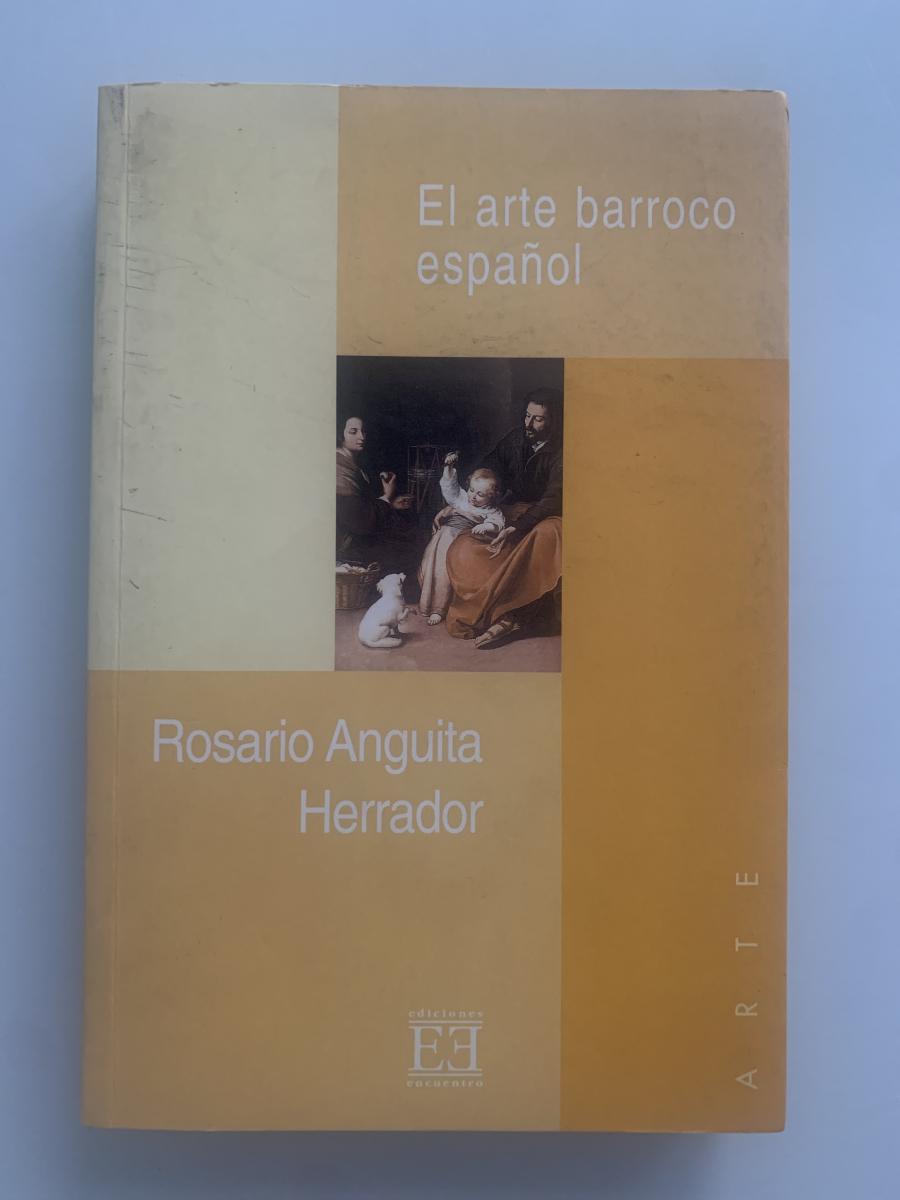 El arte barroco
español
Rosario Anguita
Herrador
ARTE
ediciones
EE
encuentro